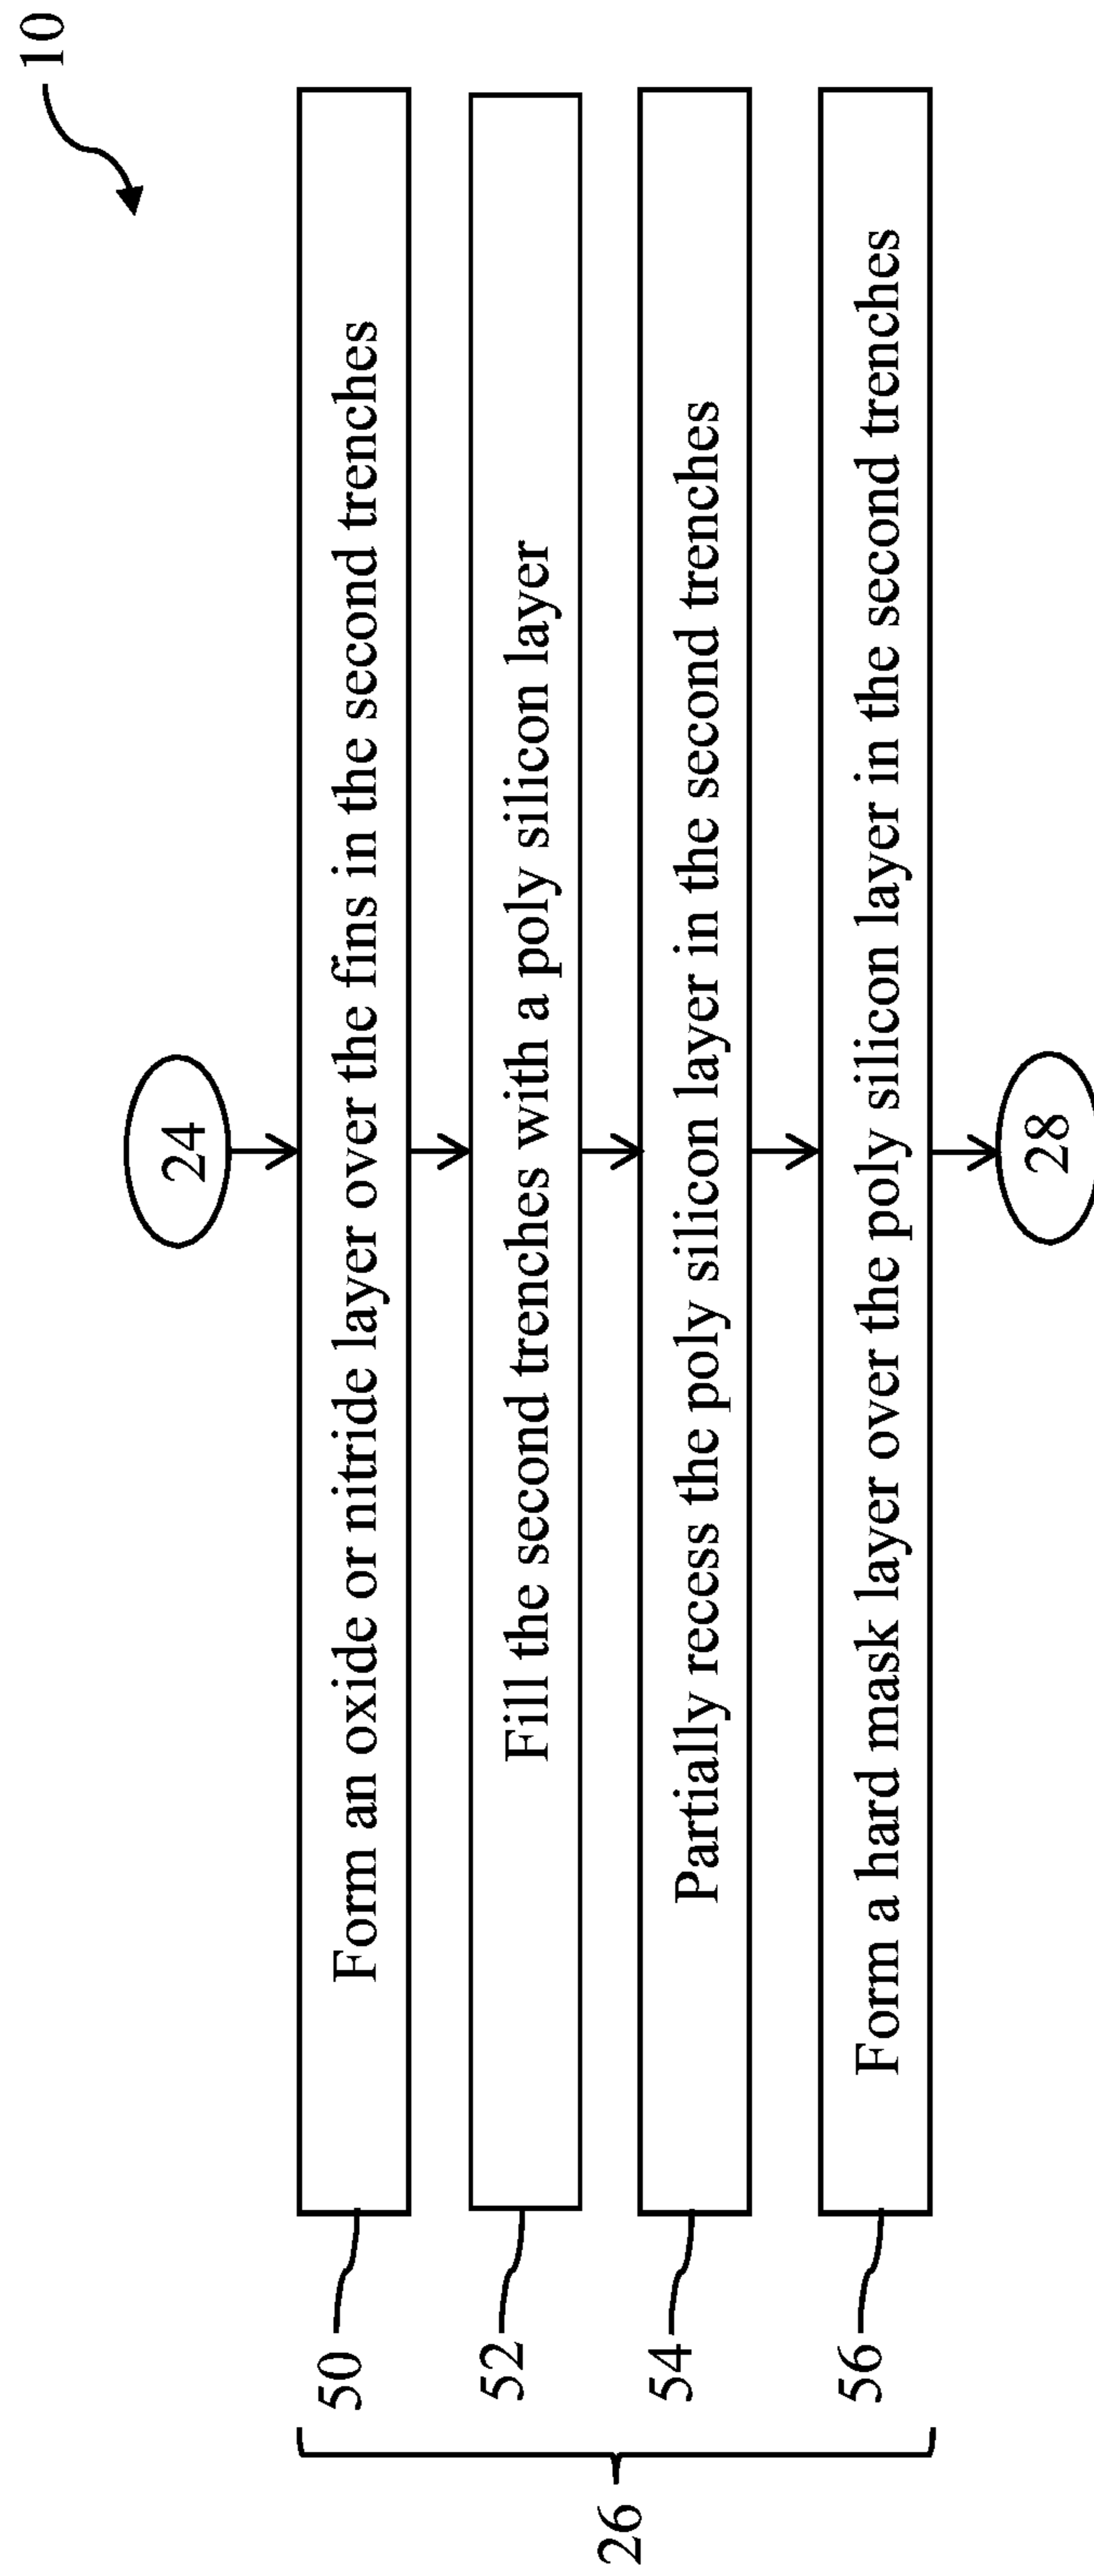 10
24
50
Form an oxide or nitride layer over the fins in the second trenches
52
Fill the second trenches with a poly silicon layer
54
Partially recess the poly silicon layer in the second trenches
56
Form a hard mask layer over the poly silicon layer in the second trenches
26
28